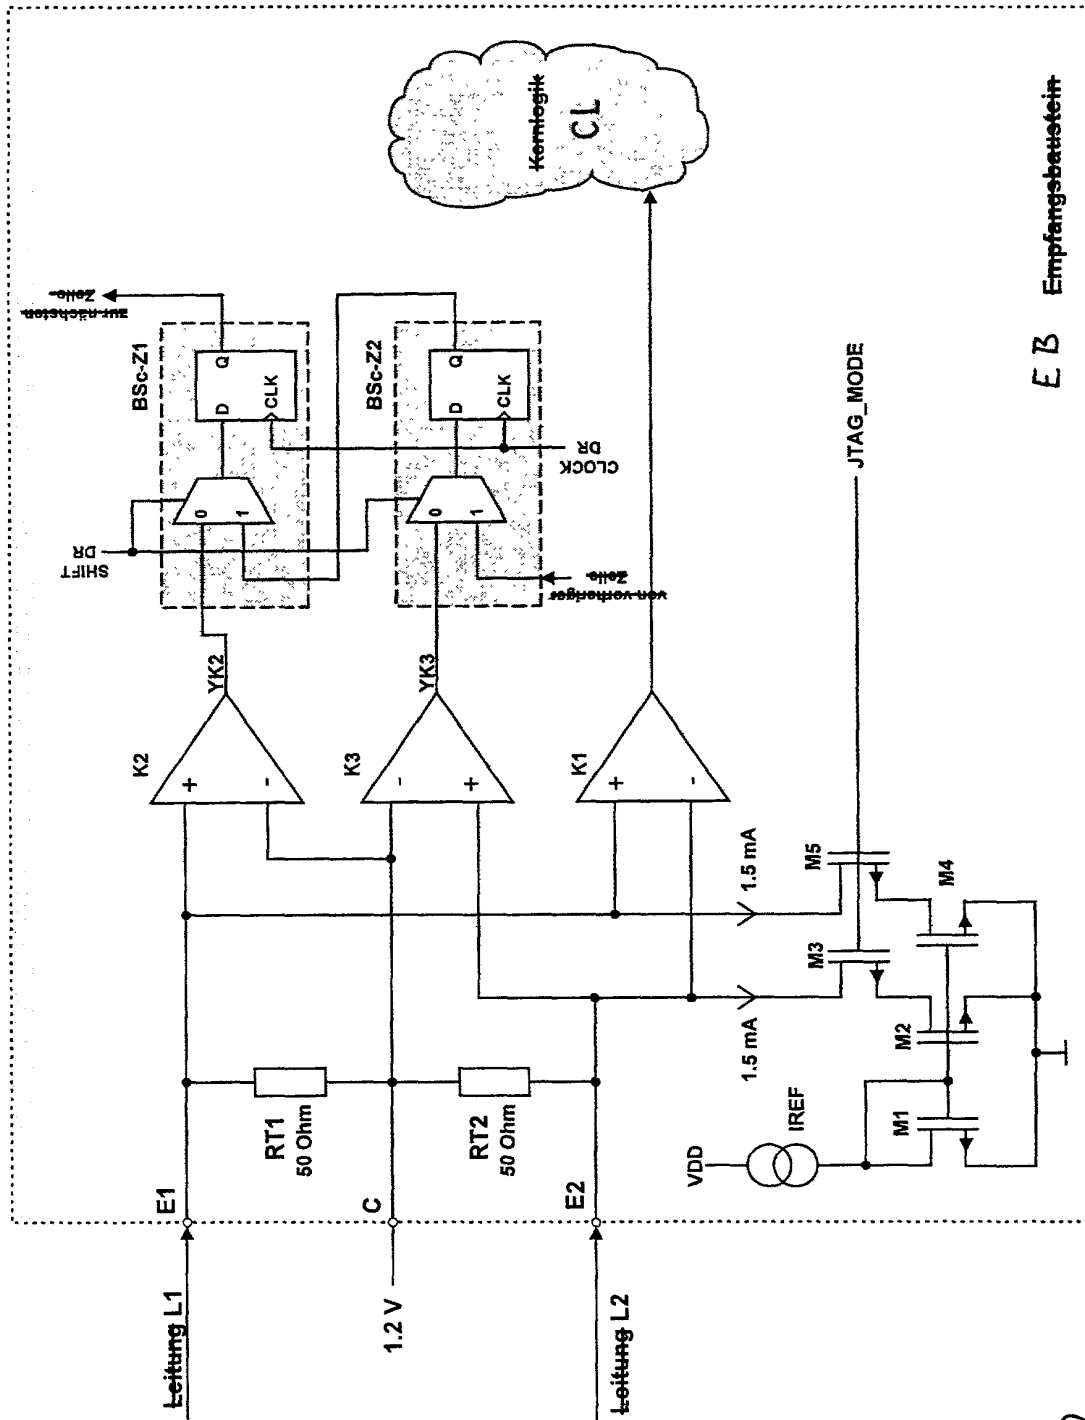 Leitung L1
1.2 V
Leitung L2
E1
C
E2
RT1
50 Ohm
RT2
50 Ohm
VDD
IREF
M1
M2
M3
M4
M5
1.5 mA
1.5 mA
JTAG_MODE
K2
+
-
YK2
K3
-
+
YK3
K1
+
-
SHIFT
DR
BSc-Z1
0
1
D
Q
CLK
zur nächsten
Zelle
BSc-Z2
0
1
D
Q
CLK
CLOCK
DR
von vorheriger
Zelle
Kernlogik
CL
EB Empfangsbaustein